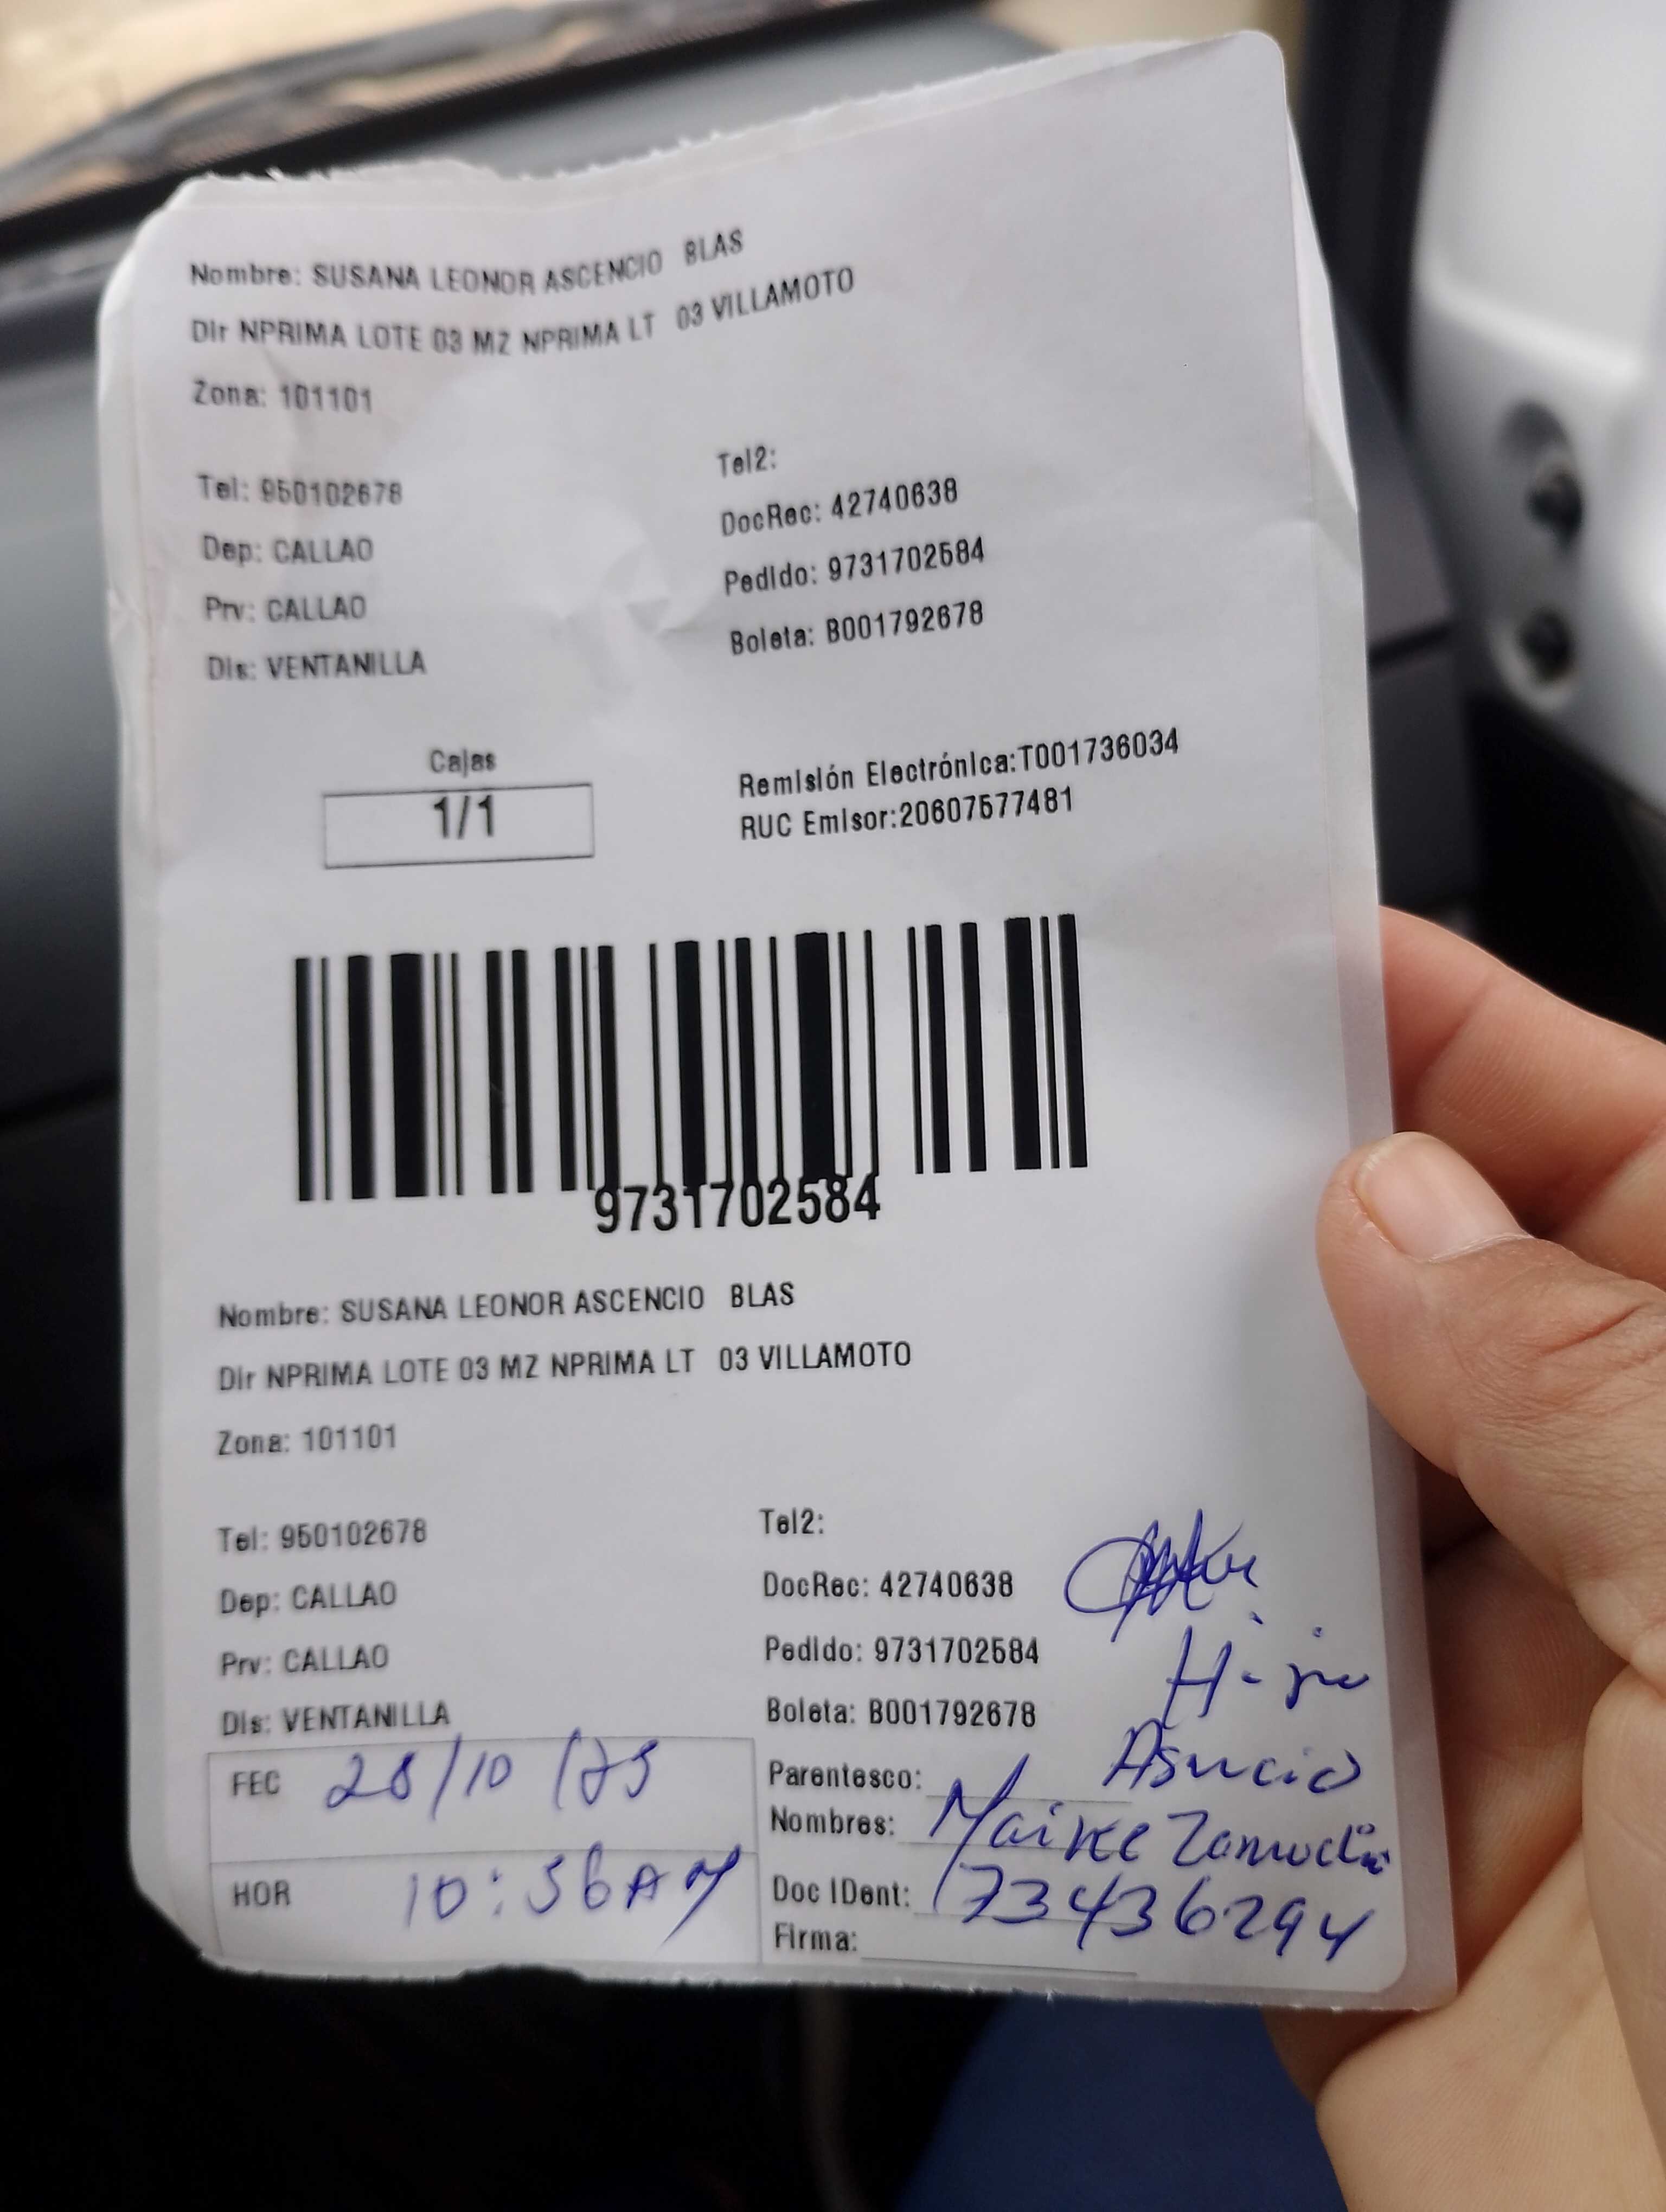 Nombre: SUSANA LEONOR ASCENCIO BLAS
Dir NPRIMA LOTE 03 MZ NPRIMA LT 03 VILLAMOTO
Zona: 101101
Tel: 950102678
Tel2:
DocRec: 42740638
Dep: CALLAO
Pedido: 9731702584
Prv: CALLAO
Boleta: B001792678
Dis: VENTANILLA
Cajas
1/1
Remisión Electrónica:T001736034
RUC Emisor:20607577481
9731702584
Nombre: SUSANA LEONOR ASCENCIO BLAS
Dir NPRIMA LOTE 03 MZ NPRIMA LT 03 VILLAMOTO
Zona: 101101
Tel: 950102678
Tel2:
DocRec: 42740638
Dep: CALLAO
Pedido: 9731702584
Prv: CALLAO
Boleta: B001792678
Dis: VENTANILLA
FEC 28/10
Parentesco:
Nombres: Maike
HOR 10:56AM
Doc IDent: 73436294
Firma: